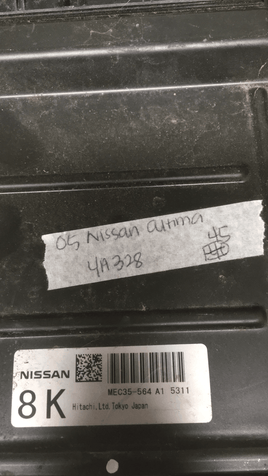 05 Nissan altima
4A328
45
NISSAN
8K
MEC35-564 A1 5311
Hitachi,Ltd.Tokyo Japan